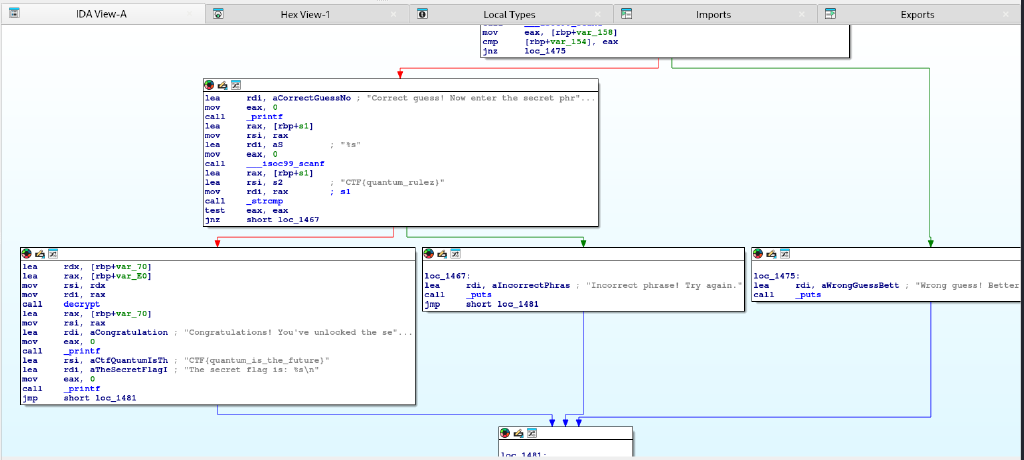 IDA View-A
Hex View-1
Local Types
Imports
Exports
mov eax, [rbp+var_158]
cmp [rbp+var_154], eax
jnz loc_1475
lea rdi, aCorrectGuessNo ; "Correct guess! Now enter the secret phr"...
mov eax, 0
call _printf
lea rax, [rbp+s1]
mov rsi, rax
lea rdi, aS ; "%s"
mov eax, 0
call ___isoc99_scanf
lea rax, [rbp+s1]
lea rsi, s2 ; "CTF{quantum_rulez}"
mov rdi, rax ; s1
call _strcmp
test eax, eax
jnz short loc_1467
lea rdx, [rbp+var_70]
lea rax, [rbp+var_E0]
mov rsi, rdx
mov rdi, rax
call decrypt
lea rax, [rbp+var_70]
mov rsi, rax
lea rdi, aCongratulation ; "Congratulations! You've unlocked the se"...
mov eax, 0
call _printf
lea rsi, aCtfQuantumIsTh ; "CTF{quantum_is_the_future}"
lea rdi, aTheSecretFlagI ; "The secret flag is: %s\n"
mov eax, 0
call _printf
jmp short loc_1481
loc_1467:
lea rdi, aIncorrectPhras ; "Incorrect phrase! Try again."
call _puts
jmp short loc_1481
loc_1475:
lea rdi, aWrongGuessBett ; "Wrong guess! Better
call _puts
loc_1481: